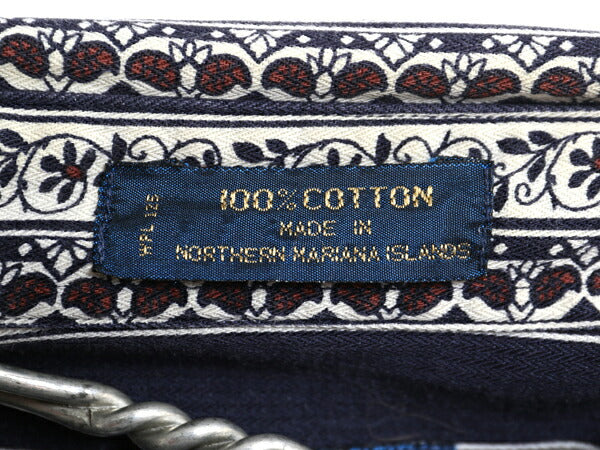 100% COTTON
MADE IN
NORTHERN MARIANA ISLANDS